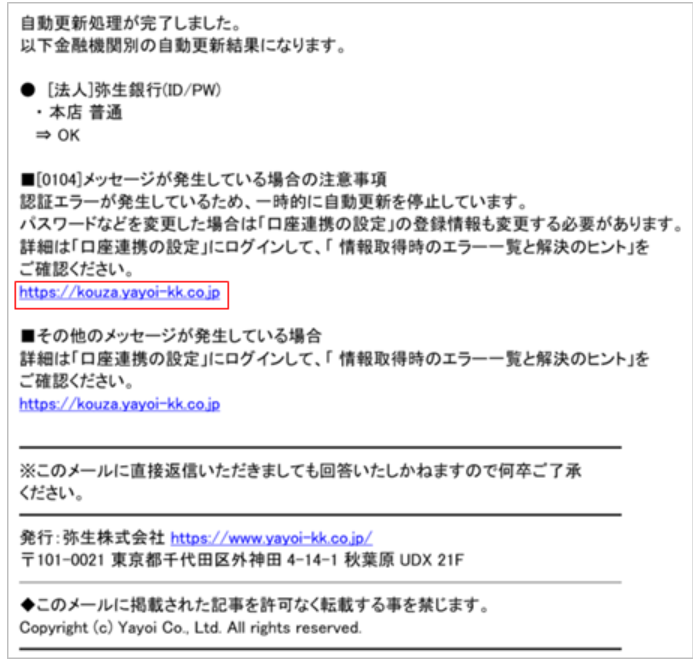 自動更新処理が完了しました。
以下金融機関別の自動更新結果になります。
● [法人]弥生銀行(ID/PW)
・本店 普通
⇒ OK
■[0104]メッセージが発生している場合の注意事項
認証エラーが発生しているため、一時的に自動更新を停止しています。
パスワードなどを変更した場合は「口座連携の設定」の登録情報も変更する必要があります。
詳細は「口座連携の設定」にログインして、「 情報取得時のエラー一覧と解決のヒント」を
ご確認ください。
https://kouza.yayoi-kk.co.jp
■その他のメッセージが発生している場合
詳細は「口座連携の設定」にログインして、「 情報取得時のエラー一覧と解決のヒント」を
ご確認ください。
https://kouza.yayoi-kk.co.jp
※このメールに直接返信いただきましても回答いたしかねますので何卒ご了承
ください。
発行:弥生株式会社 https://www.yayoi-kk.co.jp/
〒101-0021 東京都千代田区外神田 4-14-1 秋葉原 UDX 21F
◆このメールに掲載された記事を許可なく転載する事を禁じます。
Copyright (c) Yayoi Co., Ltd. All rights reserved.